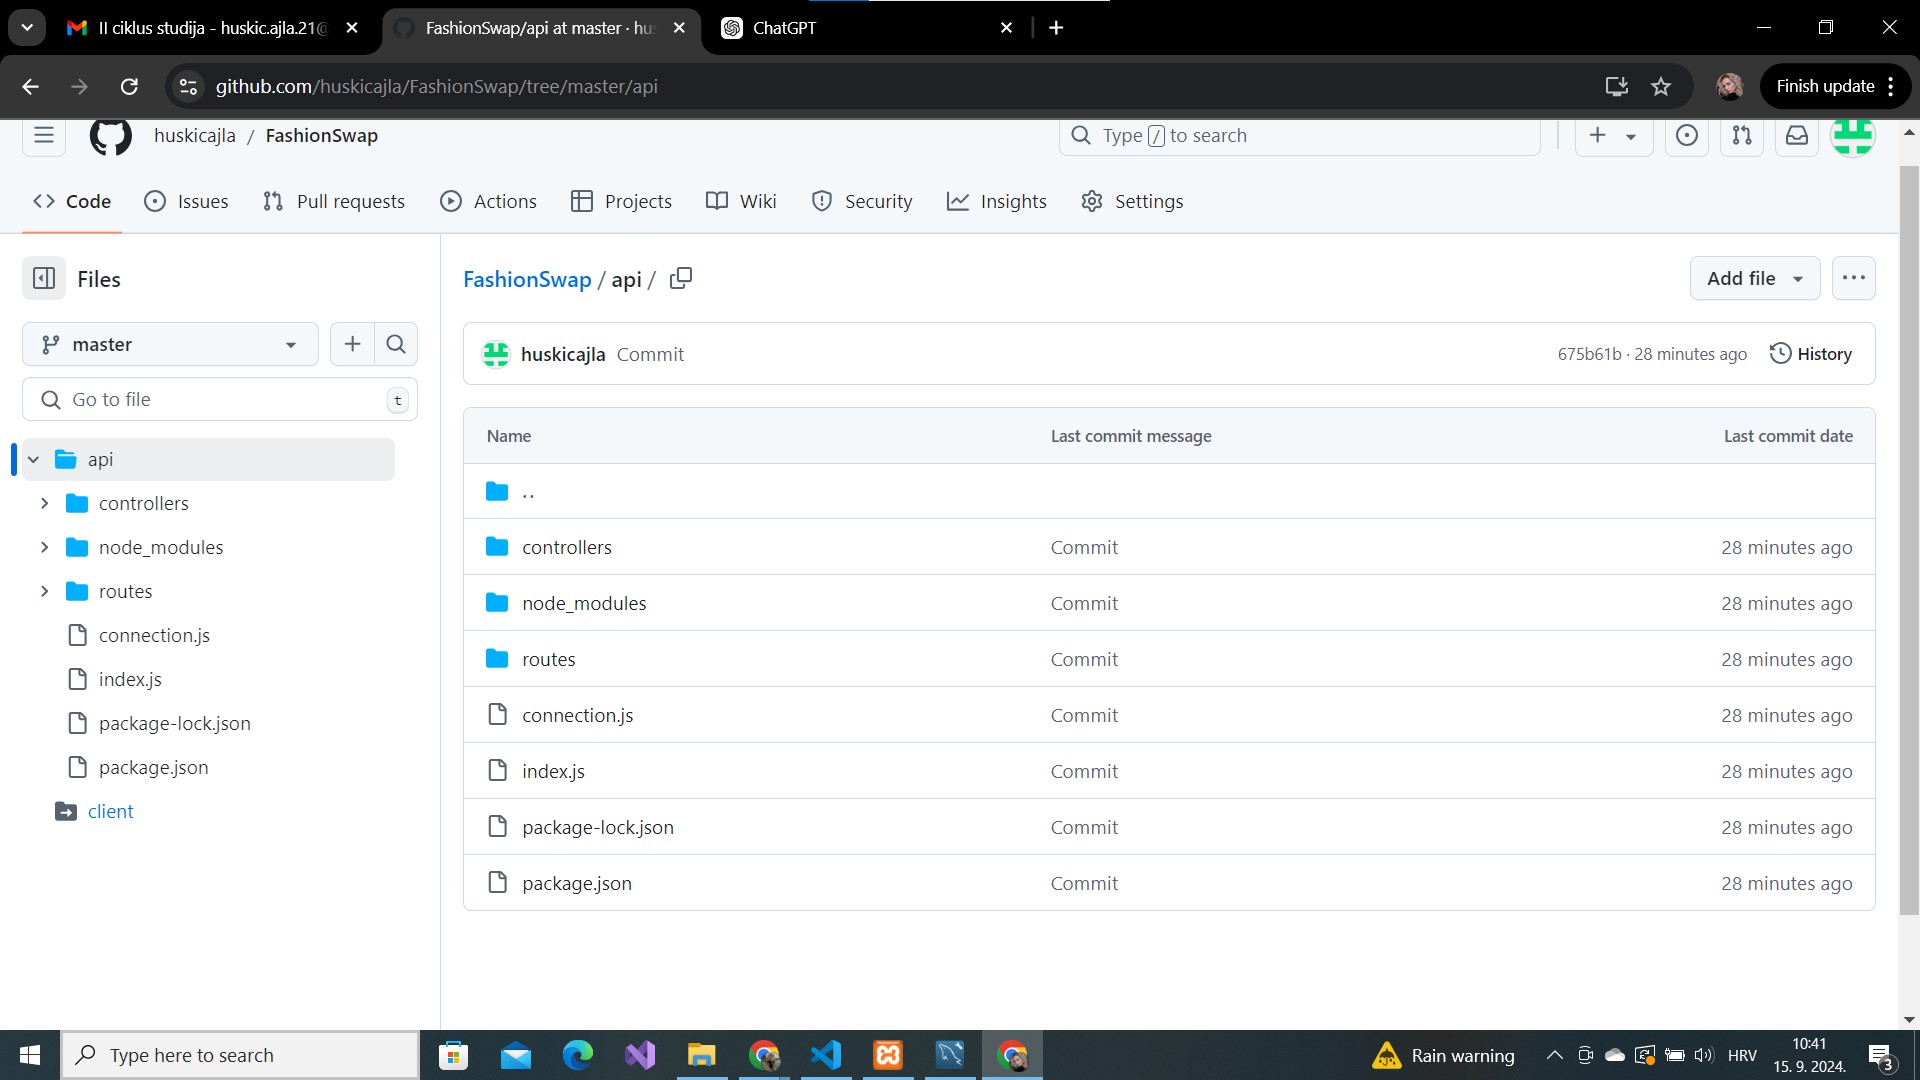 II ciklus studija - huskic.ajla.21@
FashionSwap/api at master · hus
ChatGPT
github.com/huskicajla/FashionSwap/tree/master/api
Finish update
huskicajla / FashionSwap
Type / to search
Code
Issues
Pull requests
Actions
Projects
Wiki
Security
Insights
Settings
Files
FashionSwap / api /
Add file
master
huskicajla Commit
675b61b · 28 minutes ago
History
Go to file
t
Name
Last commit message
Last commit date
api
..
controllers
controllers
Commit
28 minutes ago
node_modules
node_modules
Commit
28 minutes ago
routes
routes
Commit
28 minutes ago
connection.js
connection.js
Commit
28 minutes ago
index.js
index.js
Commit
28 minutes ago
package-lock.json
package-lock.json
Commit
28 minutes ago
package.json
package.json
Commit
28 minutes ago
client
Type here to search
Rain warning
HRV
10:41
15. 9. 2024.
3